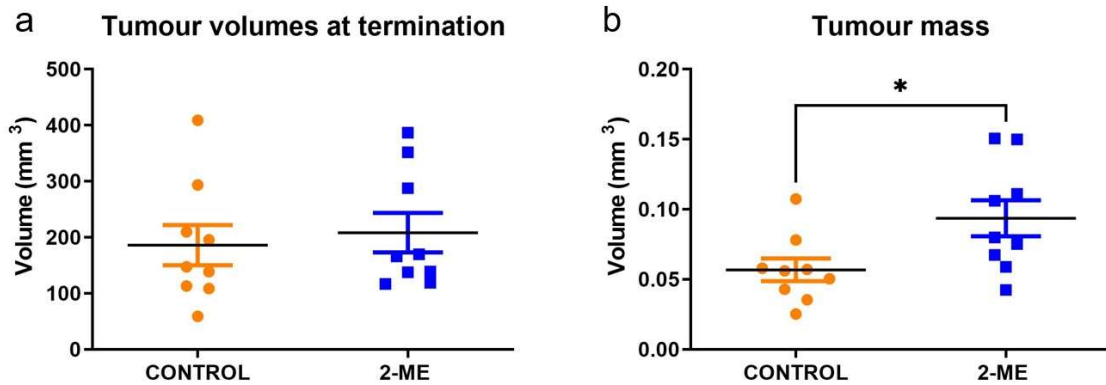 a
Tumour volumes at termination
500
400
300
200
100
0
Volume (mm ³)
CONTROL
2-ME
b
Tumour mass
0.20
0.15
0.10
0.05
0.00
Volume (mm ³)
*
CONTROL
2-ME